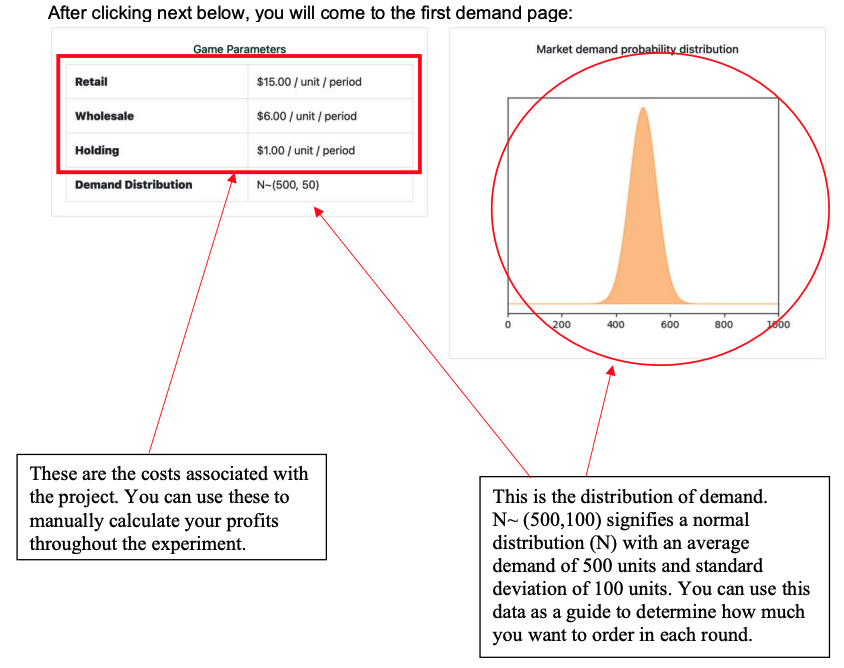 After clicking next below, you will come to the first demand page:
Game Parameters
Retail $15.00 / unit / period
Wholesale $6.00 / unit / period
Holding $1.00 / unit / period
Demand Distribution N~(500, 50)
Market demand probability distribution
0 200 400 600 800 1000
These are the costs associated with
the project. You can use these to
manually calculate your profits
throughout the experiment.
This is the distribution of demand.
N~ (500,100) signifies a normal
distribution (N) with an average
demand of 500 units and standard
deviation of 100 units. You can use this
data as a guide to determine how much
you want to order in each round.